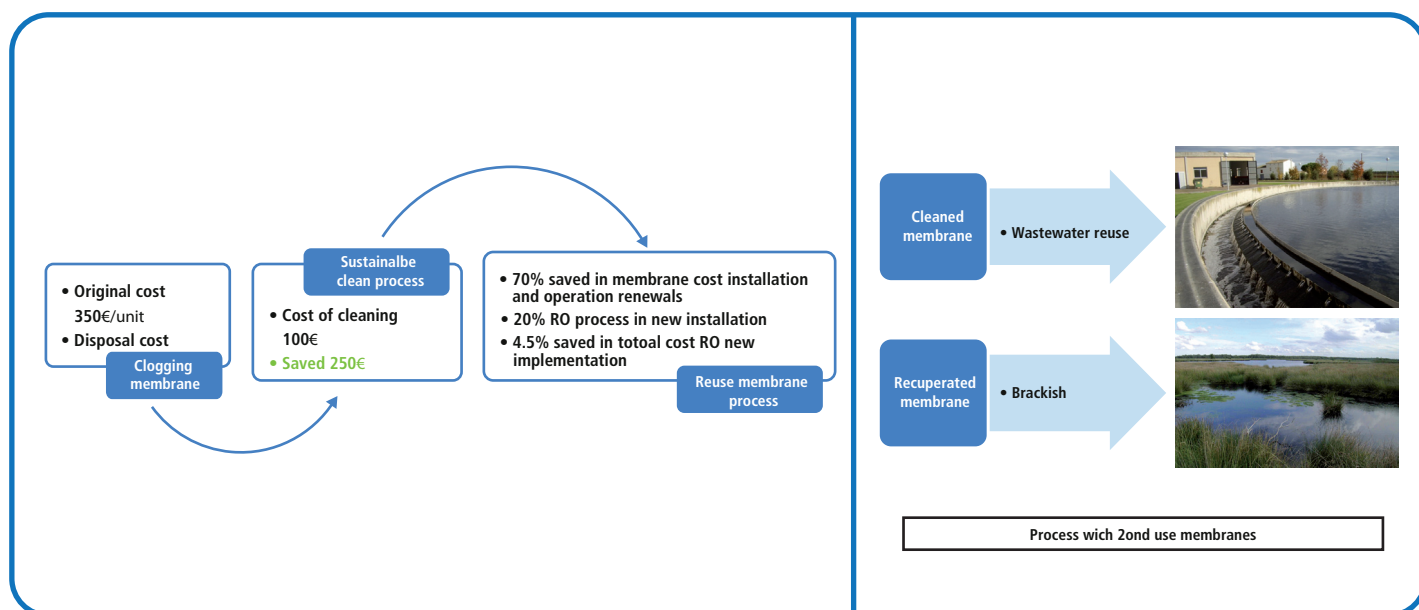 • Original cost
350€/unit
• Disposal cost
Clogging
membrane
Sustainalbe
clean process
• Cost of cleaning
100€
• Saved 250€
• 70% saved in membrane cost installation
and operation renewals
• 20% RO process in new installation
• 4.5% saved in totoal cost RO new
implementation
Reuse membrane
process
Cleaned
membrane
• Wastewater reuse
Recuperated
membrane
• Brackish
Process wich 2ond use membranes